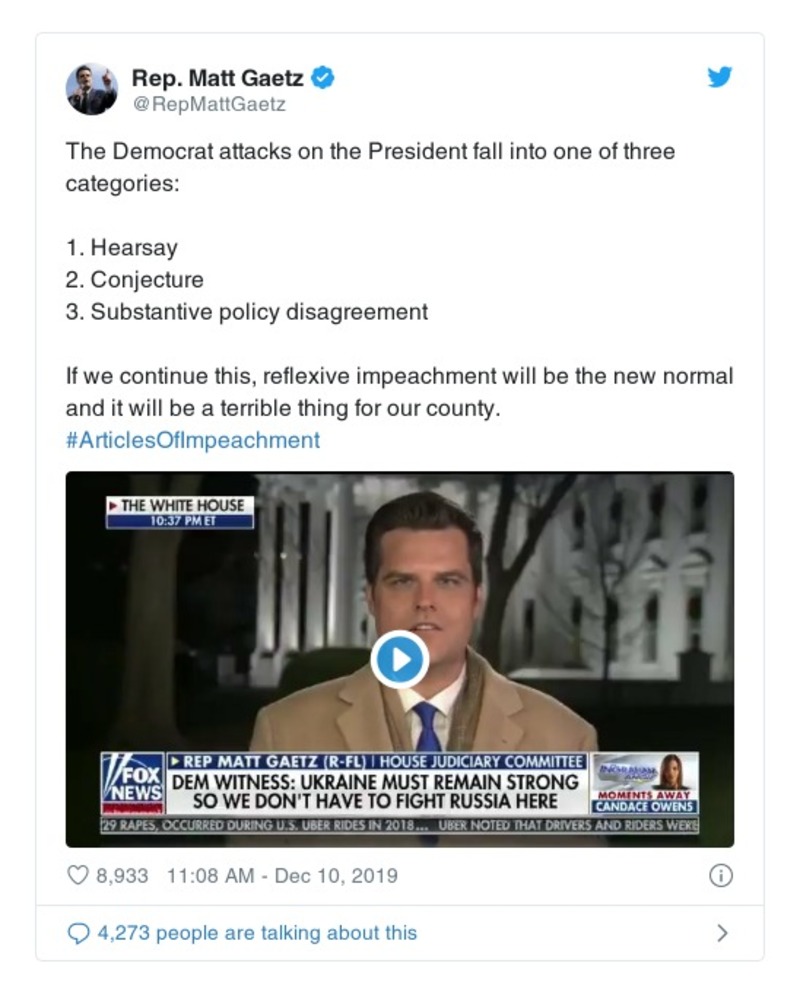 Rep. Matt Gaetz
@RepMattGaetz
The Democrat attacks on the President fall into one of three
categories:
1. Hearsay
2. Conjecture
3. Substantive policy disagreement
If we continue this, reflexive impeachment will be the new normal
and it will be a terrible thing for our county.
#ArticlesOfImpeachment
THE WHITE HOUSE
10:37 PM ET
REP MATT GAETZ (R-FL) | HOUSE JUDICIARY COMMITTEE
FOX
NEWS
DEM WITNESS: UKRAINE MUST REMAIN STRONG
SO WE DON'T HAVE TO FIGHT RUSSIA HERE
MOMENTS AWAY
CANDACE OWENS
29 RAPES, OCCURRED DURING U.S. UBER RIDES IN 2018... UBER NOTED THAT DRIVERS AND RIDERS WERE
8,933 11:08 AM - Dec 10, 2019
4,273 people are talking about this